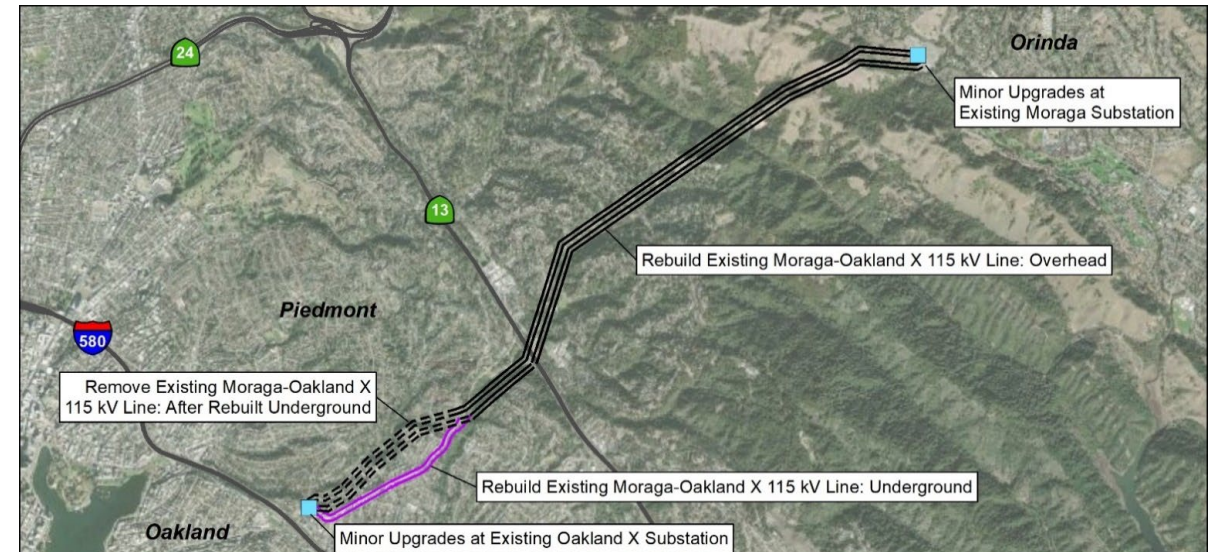 24
Orinda
Minor Upgrades at
Existing Moraga Substation
13
Rebuild Existing Moraga-Oakland X 115 kV Line: Overhead
Piedmont
580
Remove Existing Moraga-Oakland X
115 kV Line: After Rebuilt Underground
Rebuild Existing Moraga-Oakland X 115 kV Line: Underground
Oakland
Minor Upgrades at Existing Oakland X Substation